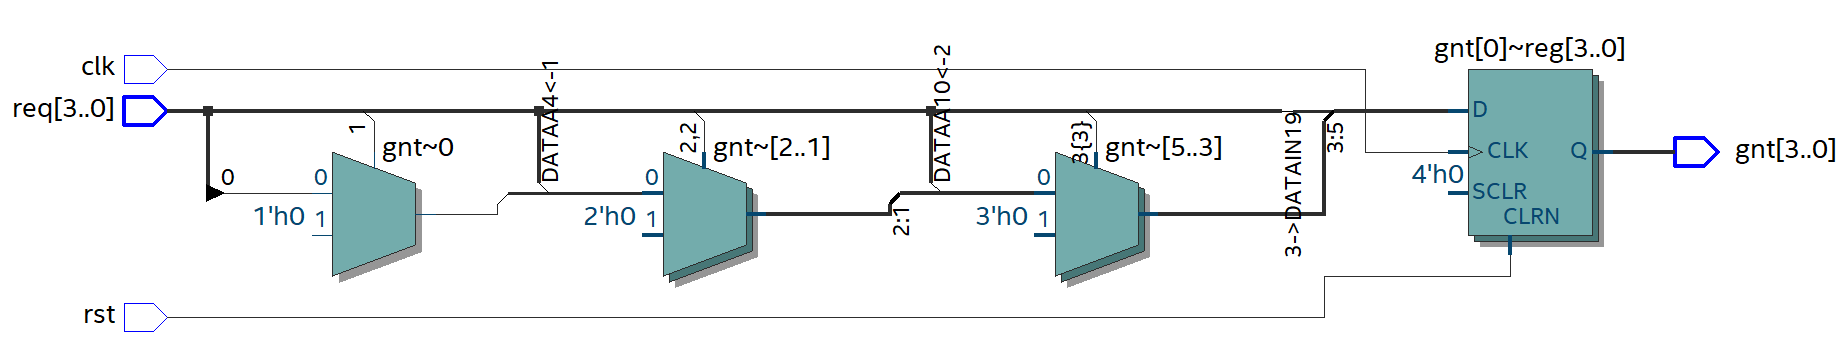 clk
req[3..0]
rst
0
1
gnt~0
0
1'h0
1
DATAA4<-1
2,2
gnt~[2..1]
0
2'h0
1
2:1
DATAA10<-2
3{3}
gnt~[5..3]
0
3'h0
1
3->DATAIN19
3:5
gnt[0]~reg[3..0]
D
CLK
Q
4'h0
SCLR
CLRN
gnt[3..0]